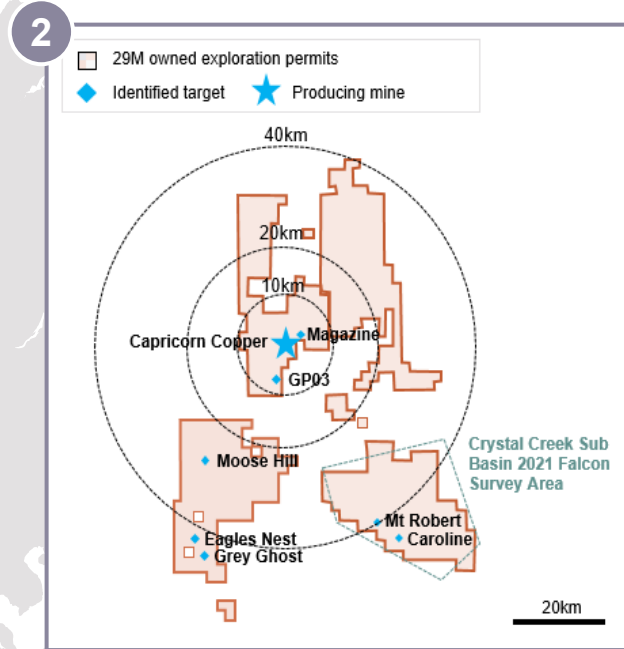 2
29M owned exploration permits
Identified target
Producing mine
40km
20km
10km
Capricorn Copper
Magazine
GP03
Crystal Creek Sub
Basin 2021 Falcon
Survey Area
Moose Hill
Mt Robert
Eagles Nest
Caroline
Grey Ghost
20km